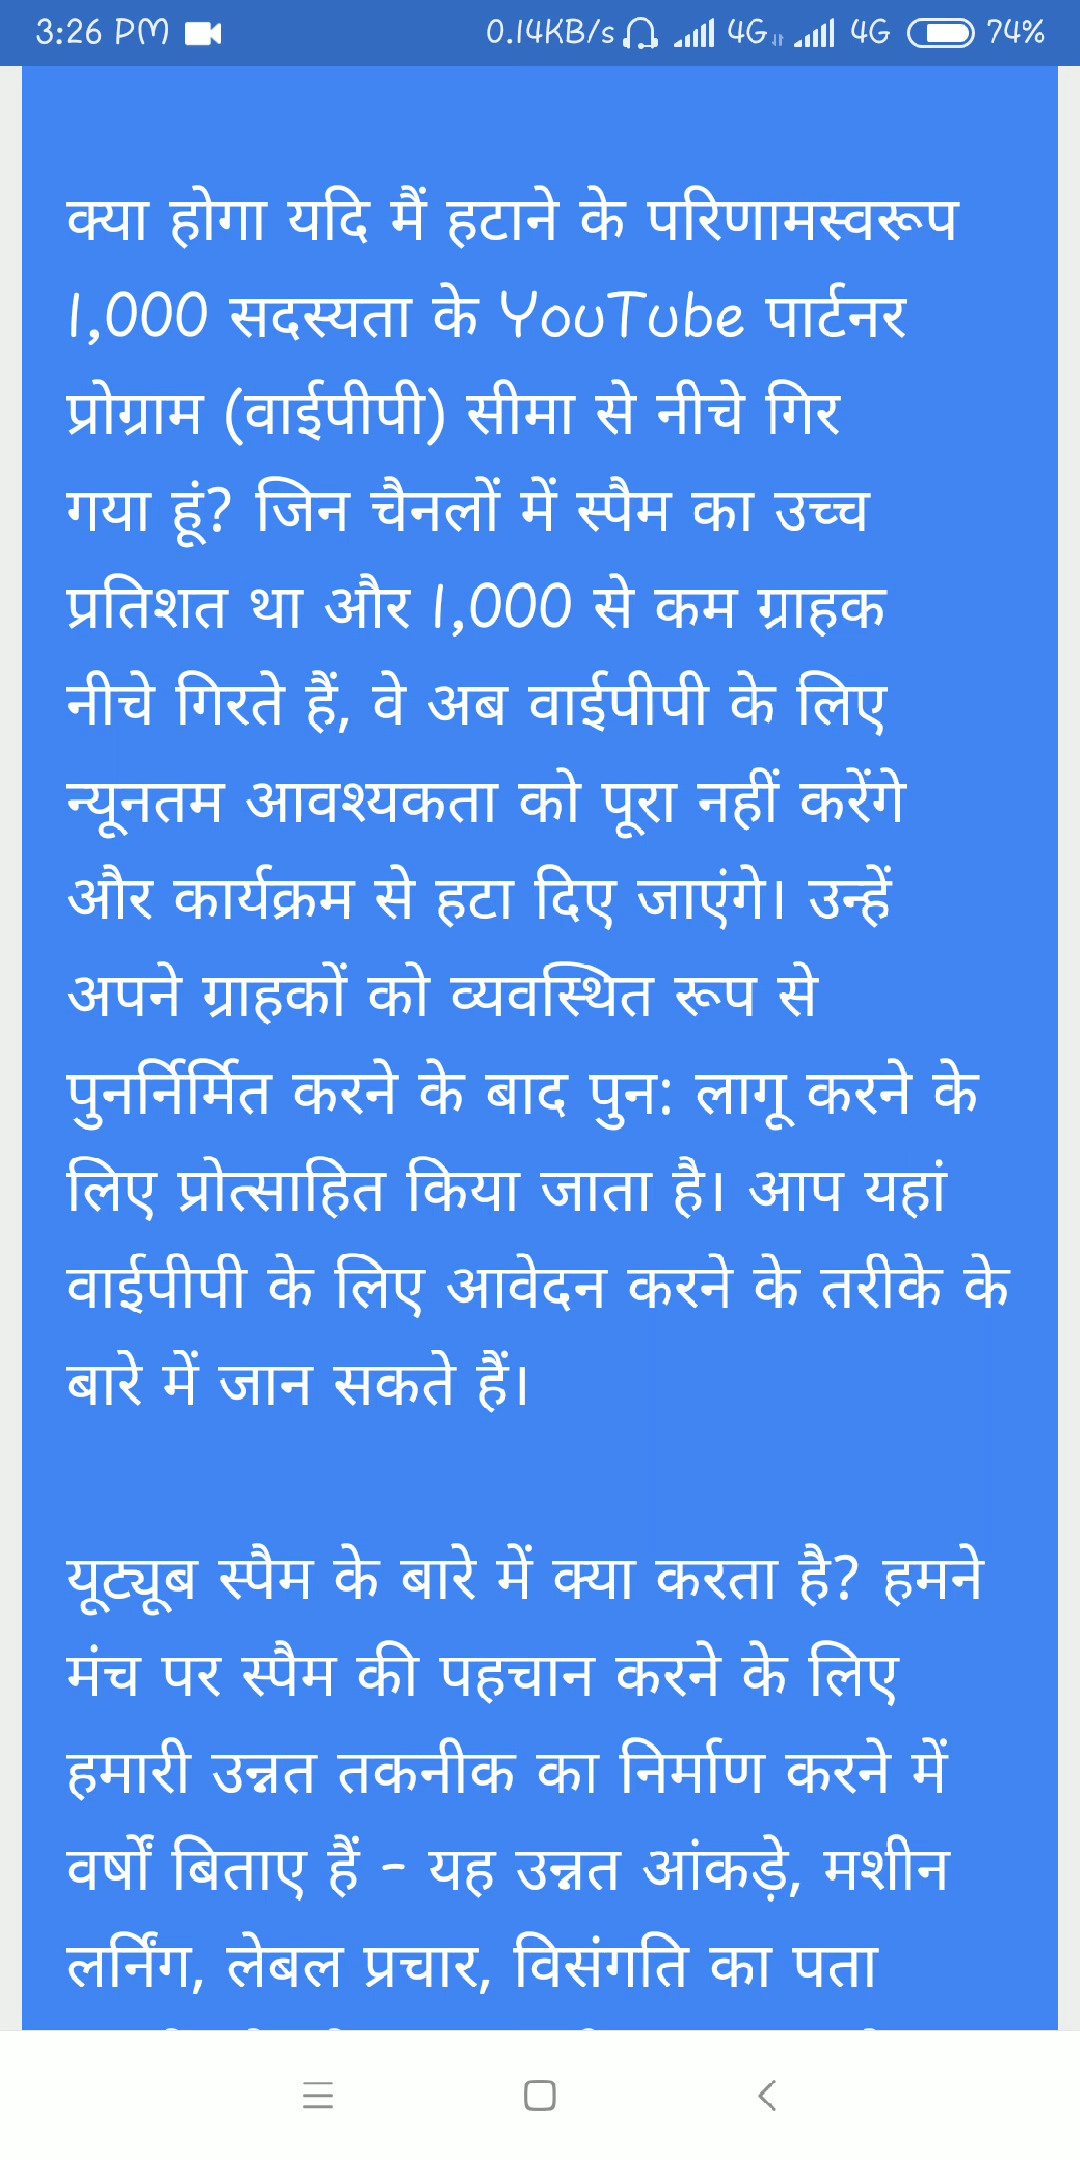 3:26 PM 0.14KB/s 4G 4G 74%
क्या होगा यदि मैं हटाने के परिणामस्वरूप
1,000 सदस्यता के YouTube पार्टनर
प्रोग्राम (वाईपीपी) सीमा से नीचे गिर
गया हूं? जिन चैनलों में स्पैम का उच्च
प्रतिशत था और 1,000 से कम ग्राहक
नीचे गिरते हैं, वे अब वाईपीपी के लिए
न्यूनतम आवश्यकता को पूरा नहीं करेंगे
और कार्यक्रम से हटा दिए जाएंगे। उन्हें
अपने ग्राहकों को व्यवस्थित रूप से
पुनर्निर्मित करने के बाद पुन: लागू करने के
लिए प्रोत्साहित किया जाता है। आप यहां
वाईपीपी के लिए आवेदन करने के तरीके के
बारे में जान सकते हैं।
यूट्यूब स्पैम के बारे में क्या करता है? हमने
मंच पर स्पैम की पहचान करने के लिए
हमारी उन्नत तकनीक का निर्माण करने में
वर्षों बिताए हैं - यह उन्नत आंकड़े, मशीन
लर्निंग, लेबल प्रचार, विसंगति का पता